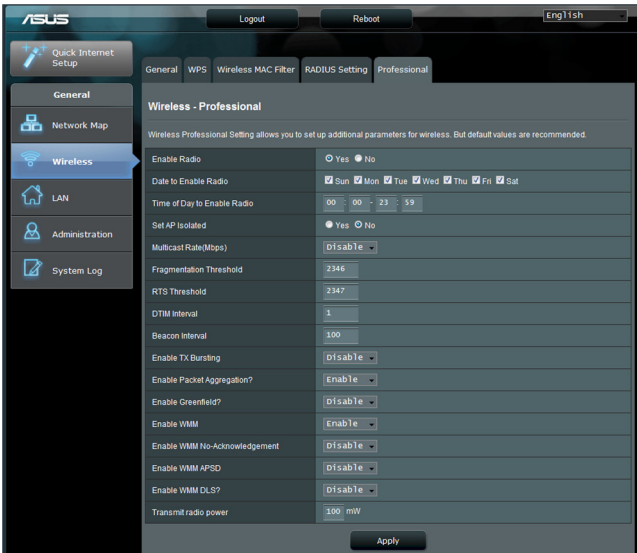 ASUS Logout Reboot English
Quick Internet Setup
General WPS Wireless MAC Filter RADIUS Setting Professional
General
Network Map
Wireless
LAN
Administration
System Log
Wireless - Professional
Wireless Professional Setting allows you to set up additional parameters for wireless. But default values are recommended.
Enable Radio Yes No
Date to Enable Radio Sun Mon Tue Wed Thu Fri Sat
Time of Day to Enable Radio 00 : 00 - 23 : 59
Set AP Isolated Yes No
Multicast Rate(Mbps) Disable
Fragmentation Threshold 2346
RTS Threshold 2347
DTIM Interval 1
Beacon Interval 100
Enable TX Bursting Disable
Enable Packet Aggregation? Enable
Enable Greenfield? Disable
Enable WMM Enable
Enable WMM No-Acknowledgement Disable
Enable WMM APSD Disable
Enable WMM DLS? Disable
Transmit radio power 100 mW
Apply